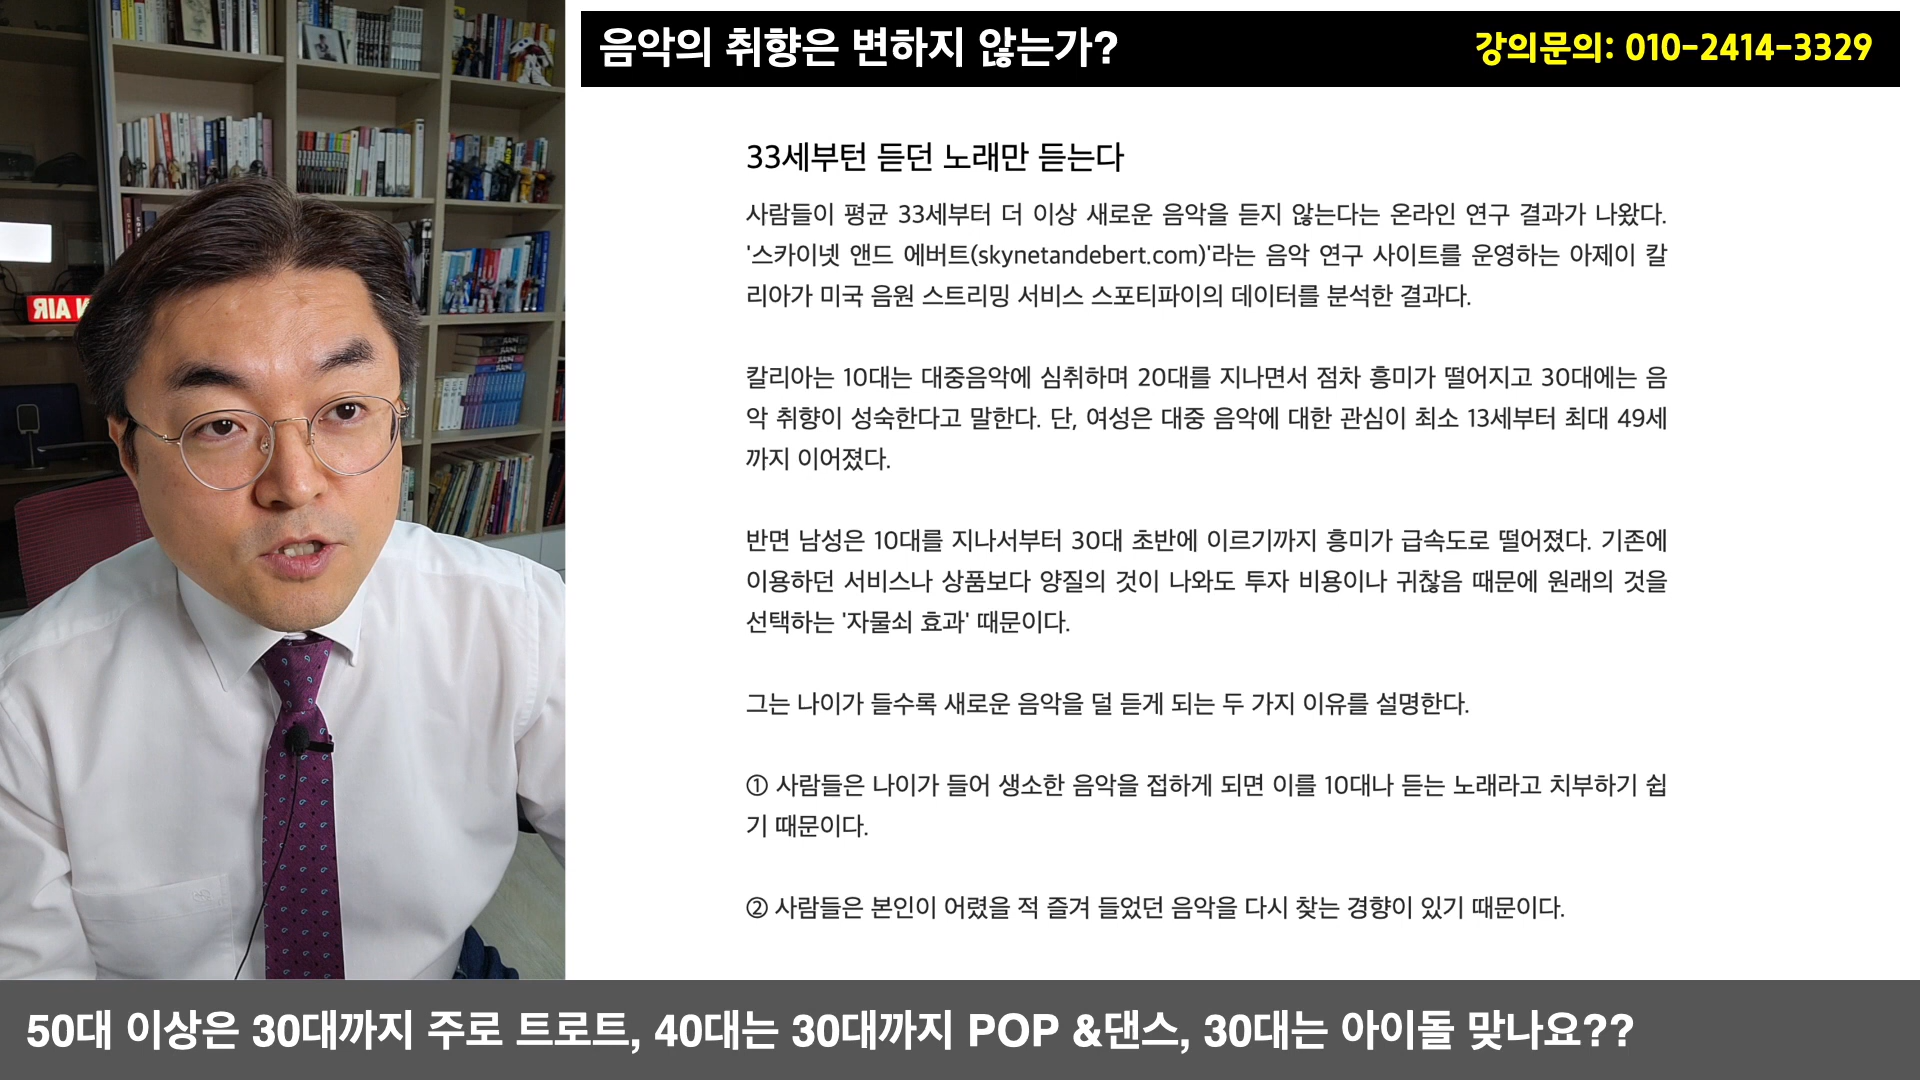 음악의 취향은 변하지 않는가?
강의문의: 010-2414-3329
33세부턴 듣던 노래만 듣는다
사람들이 평균 33세부터 더 이상 새로운 음악을 듣지 않는다는 온라인 연구 결과가 나왔다.
'스카이넷 앤드 에버트(skynetandebert.com)'라는 음악 연구 사이트를 운영하는 아제이 칼
리아가 미국 음원 스트리밍 서비스 스포티파이의 데이터를 분석한 결과다.
칼리아는 10대는 대중음악에 심취하며 20대를 지나면서 점차 흥미가 떨어지고 30대에는 음
악 취향이 성숙한다고 말한다. 단, 여성은 대중 음악에 대한 관심이 최소 13세부터 최대 49세
까지 이어졌다.
반면 남성은 10대를 지나서부터 30대 초반에 이르기까지 흥미가 급속도로 떨어졌다. 기존에
이용하던 서비스나 상품보다 양질의 것이 나와도 투자 비용이나 귀찮음 때문에 원래의 것을
선택하는 '자물쇠 효과' 때문이다.
그는 나이가 들수록 새로운 음악을 덜 듣게 되는 두 가지 이유를 설명한다.
① 사람들은 나이가 들어 생소한 음악을 접하게 되면 이를 10대나 듣는 노래라고 치부하기 쉽
기 때문이다.
② 사람들은 본인이 어렸을 적 즐겨 들었던 음악을 다시 찾는 경향이 있기 때문이다.
50대 이상은 30대까지 주로 트로트, 40대는 30대까지 POP &댄스, 30대는 아이돌 맞나요??